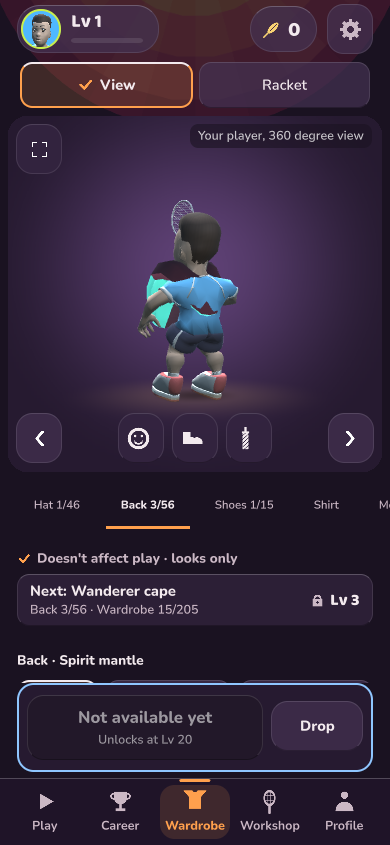 Lv 1
0
View
Racket
Your player, 360 degree view
Hat 1/46
Back 3/56
Shoes 1/15
Shirt
Doesn't affect play · looks only
Next: Wanderer cape
Back 3/56 · Wardrobe 15/205
Lv 3
Back · Spirit mantle
Not available yet
Unlocks at Lv 20
Drop
Play
Career
Wardrobe
Workshop
Profile